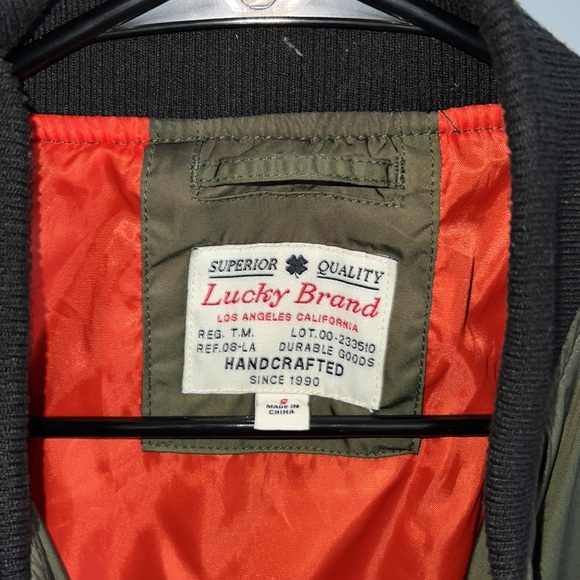 SUPERIOR QUALITY
Lucky Brand
LOS ANGELES CALIFORNIA
REG. T.M. LOT.00-233510
REF.08-LA DURABLE GOODS
HANDCRAFTED
SINCE 1990
S
MADE IN
CHINA